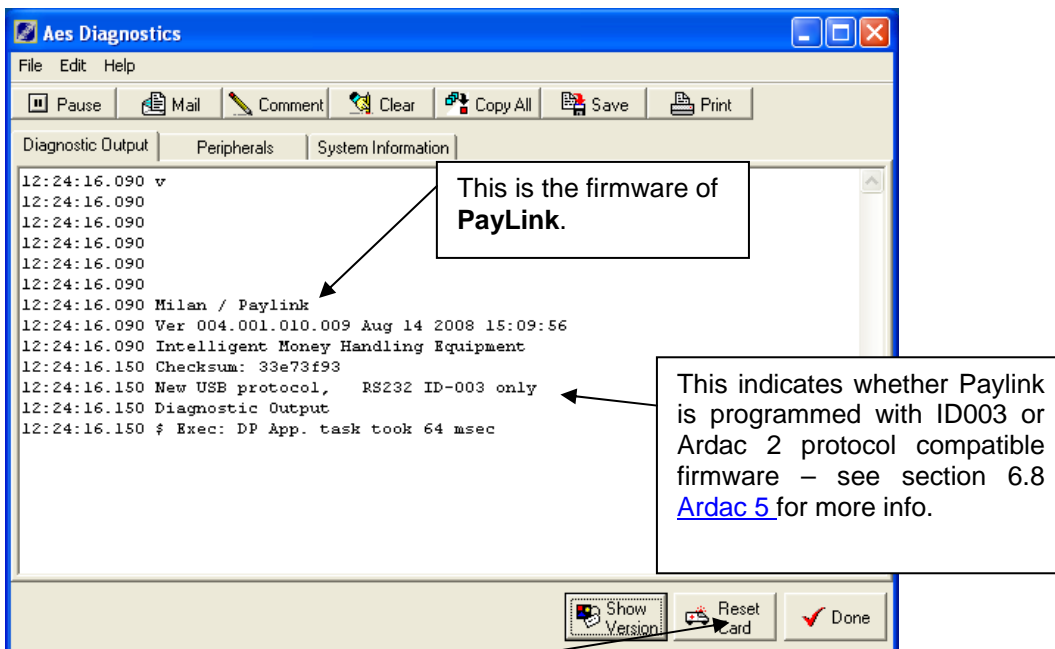 Aes Diagnostics
File Edit Help
Pause Mail Comment Clear Copy All Save Print
Diagnostic Output Peripherals System Information
12:24:16.090 v
12:24:16.090
12:24:16.090
12:24:16.090
12:24:16.090
12:24:16.090
12:24:16.090 Milan / Paylink
12:24:16.090 Ver 004.001.010.009 Aug 14 2008 15:09:56
12:24:16.090 Intelligent Money Handling Equipment
12:24:16.150 Checksum: 33e73f93
12:24:16.150 New USB protocol, RS232 ID-003 only
12:24:16.150 Diagnostic Output
12:24:16.150 $ Exec: DP App. task took 64 msec
This is the firmware of
PayLink.
This indicates whether Paylink
is programmed with ID003 or
Ardac 2 protocol compatible
firmware – see section 6.8
Ardac 5 for more info.
Show
Version
Reset
Card
Done